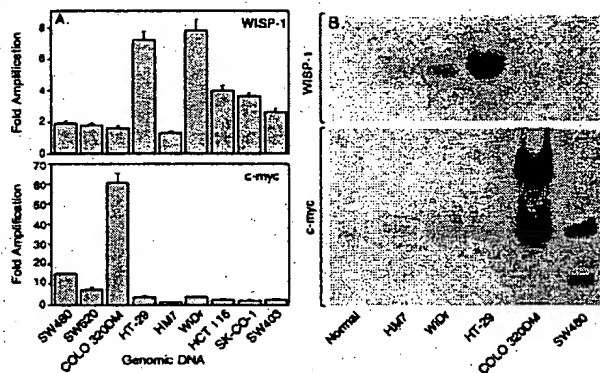 A.
WISP-1
Fold Amplification
8
6
4
2
0
c-myc
Fold Amplification
70
60
50
40
30
20
10
0
SW480
SW620
COLO 320DM
HT-29
HM7
WiDr
HCT 116
SK-CO-1
SW403
Genomic DNA
B.
WISP-1
c-myc
Normal
HM7
WiDr
HT-29
COLO 320DM
SW480